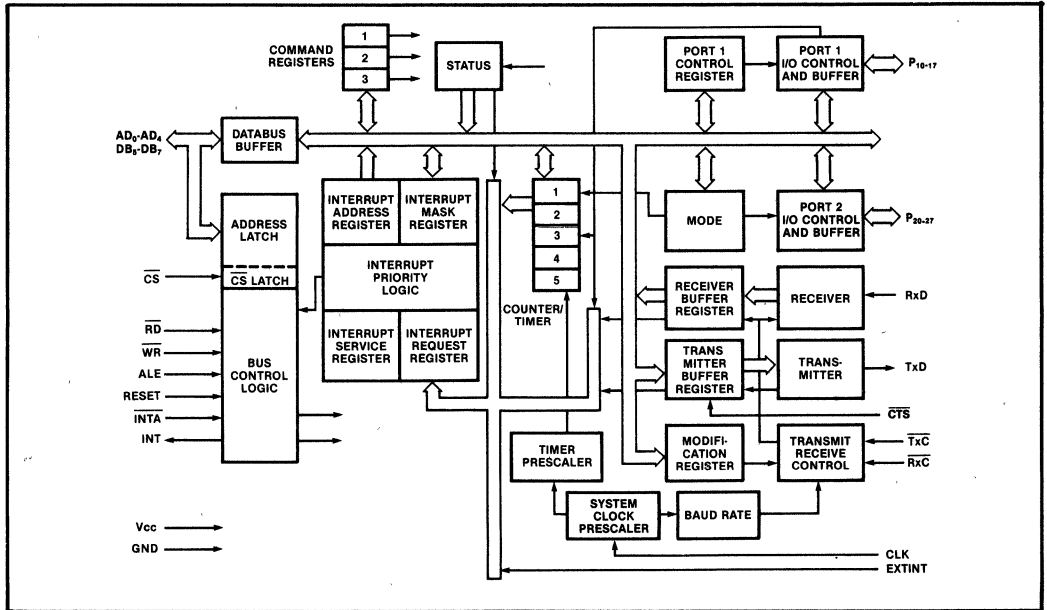 COMMAND
REGISTERS
1
2
3
STATUS
PORT 1
CONTROL
REGISTER
PORT 1
I/O CONTROL
AND BUFFER
P10-17
AD0-AD4
DB5-DB7
DATABUS
BUFFER
ADDRESS
LATCH
CS
CS LATCH
RD
WR
ALE
RESET
INTA
INT
BUS
CONTROL
LOGIC
INTERRUPT
ADDRESS
REGISTER
INTERRUPT
MASK
REGISTER
INTERRUPT
PRIORITY
LOGIC
INTERRUPT
SERVICE
REGISTER
INTERRUPT
REQUEST
REGISTER
1
2
3
4
5
COUNTER/
TIMER
MODE
PORT 2
I/O CONTROL
AND BUFFER
P20-27
RECEIVER
BUFFER
REGISTER
RECEIVER
RxD
TRANS
MITTER
BUFFER
REGISTER
TRANS-
MITTER
TxD
CTS
MODIFI-
CATION
REGISTER
TRANSMIT
RECEIVE
CONTROL
TxC
RxC
TIMER
PRESCALER
SYSTEM
CLOCK
PRESCALER
BAUD RATE
Vcc
GND
CLK
EXTINT